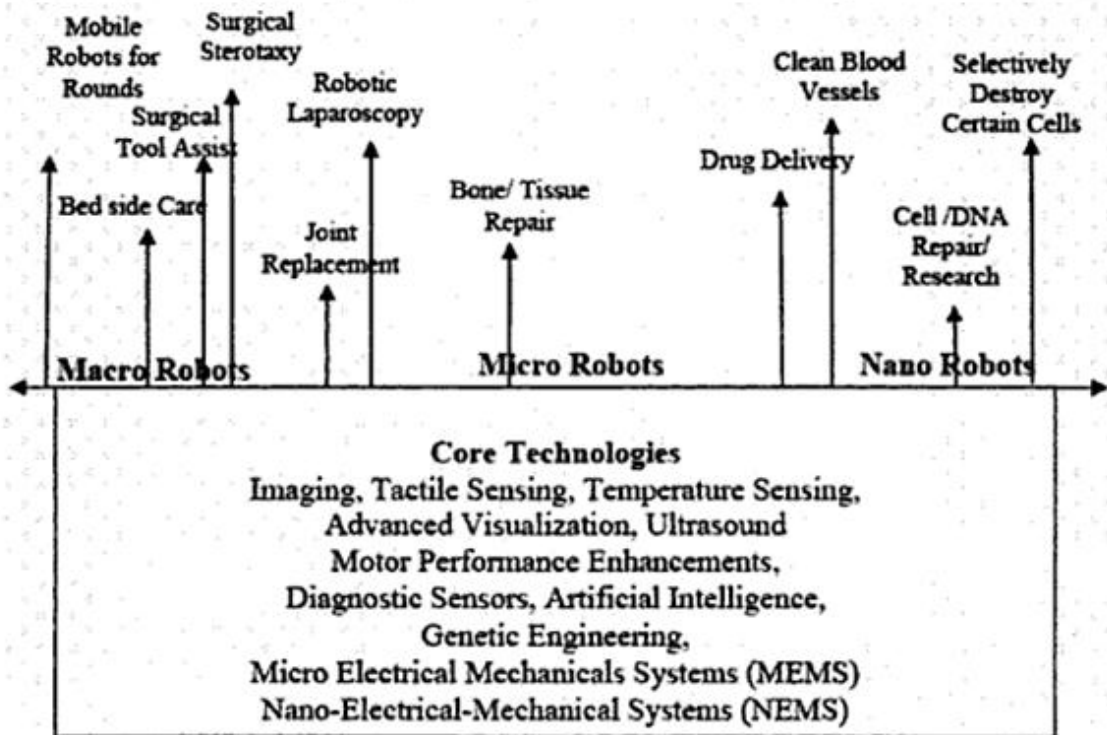 Mobile
Robots for
Rounds
Surgical
Sterotaxy
Surgical
Tool Assist
Bed side Care
Robotic
Laparoscopy
Joint
Replacement
Bone/ Tissue
Repair
Drug Delivery
Clean Blood
Vessels
Selectively
Destroy
Certain Cells
Cell /DNA
Repair/
Research
Macro Robots
Micro Robots
Nano Robots
Core Technologies
Imaging, Tactile Sensing, Temperature Sensing,
Advanced Visualization, Ultrasound
Motor Performance Enhancements,
Diagnostic Sensors, Artificial Intelligence,
Genetic Engineering,
Micro Electrical Mechanicals Systems (MEMS)
Nano-Electrical-Mechanical Systems (NEMS)